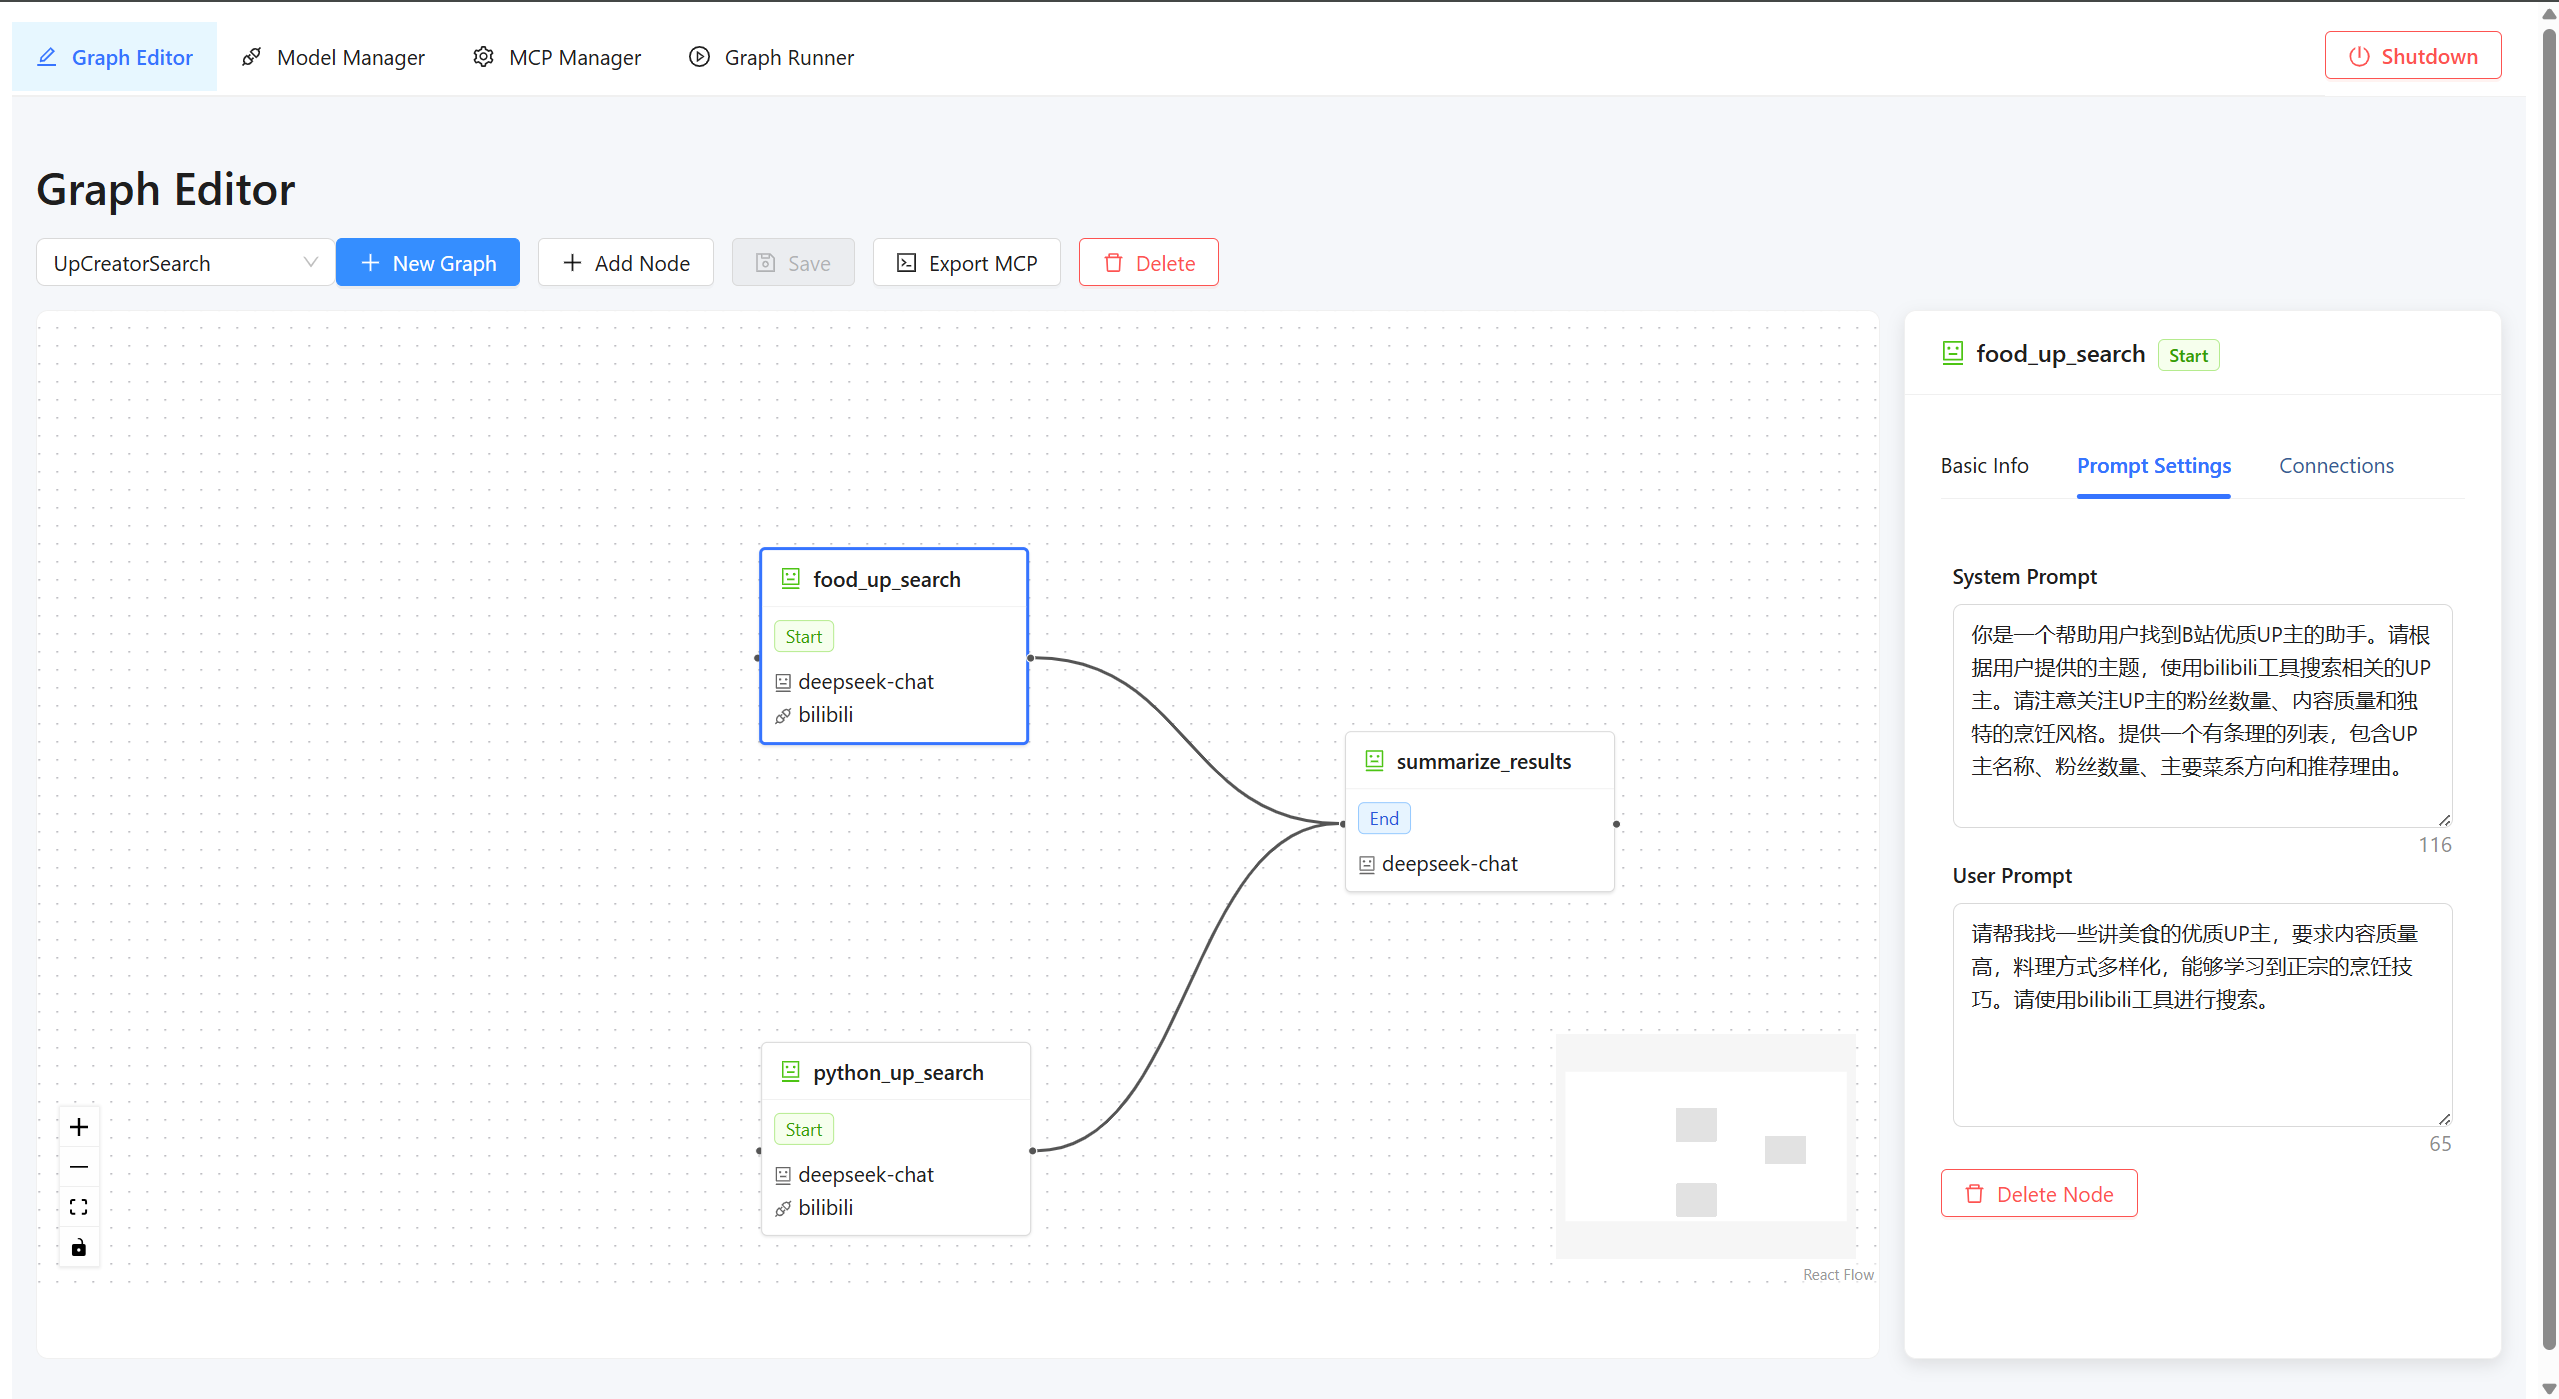 Graph Editor
Model Manager
MCP Manager
Graph Runner
Shutdown
Graph Editor
UpCreatorSearch
New Graph
Add Node
Save
Export MCP
Delete
food_up_search
Start
deepseek-chat
bilibili
summarize_results
End
deepseek-chat
python_up_search
Start
deepseek-chat
bilibili
React Flow
food_up_search
Start
Basic Info
Prompt Settings
Connections
System Prompt
你是一个帮助用户找到B站优质UP主的助手。请根
据用户提供的主题，使用bilibili工具搜索相关的UP
主。请注意关注UP主的粉丝数量、内容质量和独
特的烹饪风格。提供一个有条理的列表，包含UP
主名称、粉丝数量、主要菜系方向和推荐理由。
116
User Prompt
请帮我找一些讲美食的优质UP主，要求内容质量
高，料理方式多样化，能够学习到正宗的烹饪技
巧。请使用bilibili工具进行搜索。
65
Delete Node